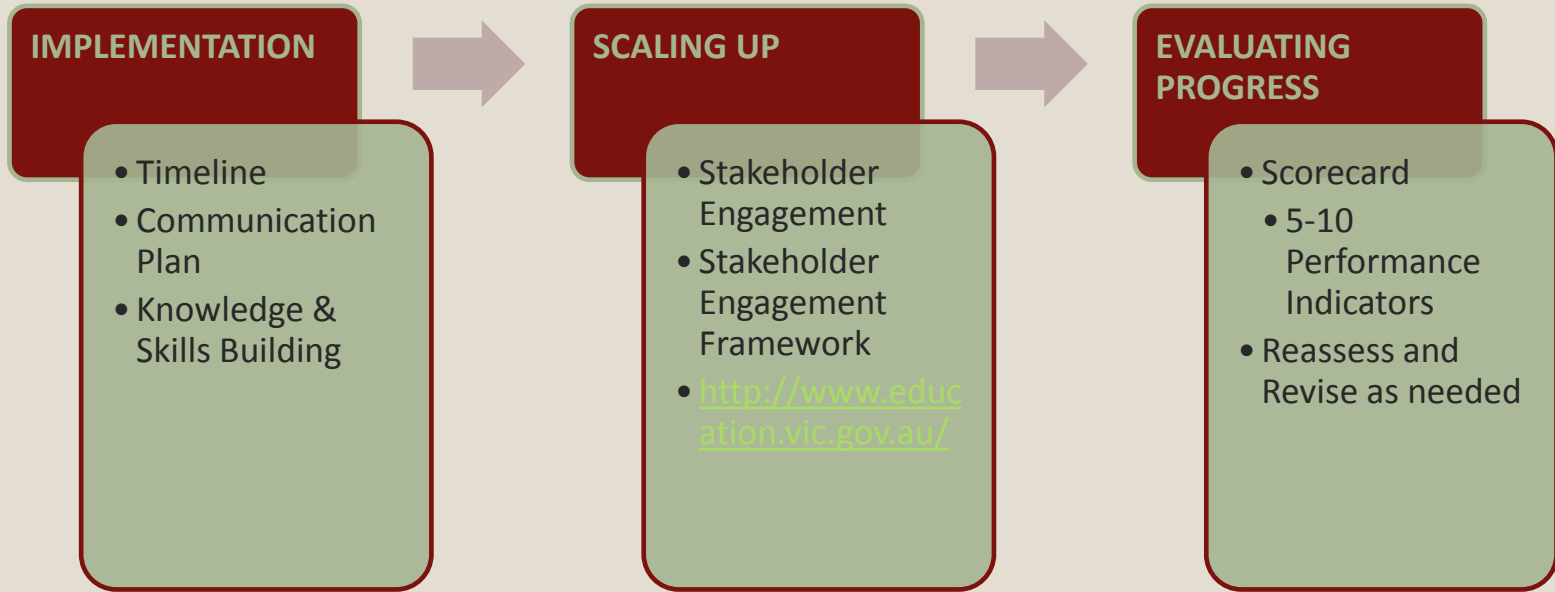 IMPLEMENTATION
• Timeline
• Communication
Plan
• Knowledge &
Skills Building
SCALING UP
• Stakeholder
Engagement
• Stakeholder
Engagement
Framework
• http://www.educ
ation.vic.gov.au/
EVALUATING
PROGRESS
• Scorecard
• 5-10
Performance
Indicators
• Reassess and
Revise as needed